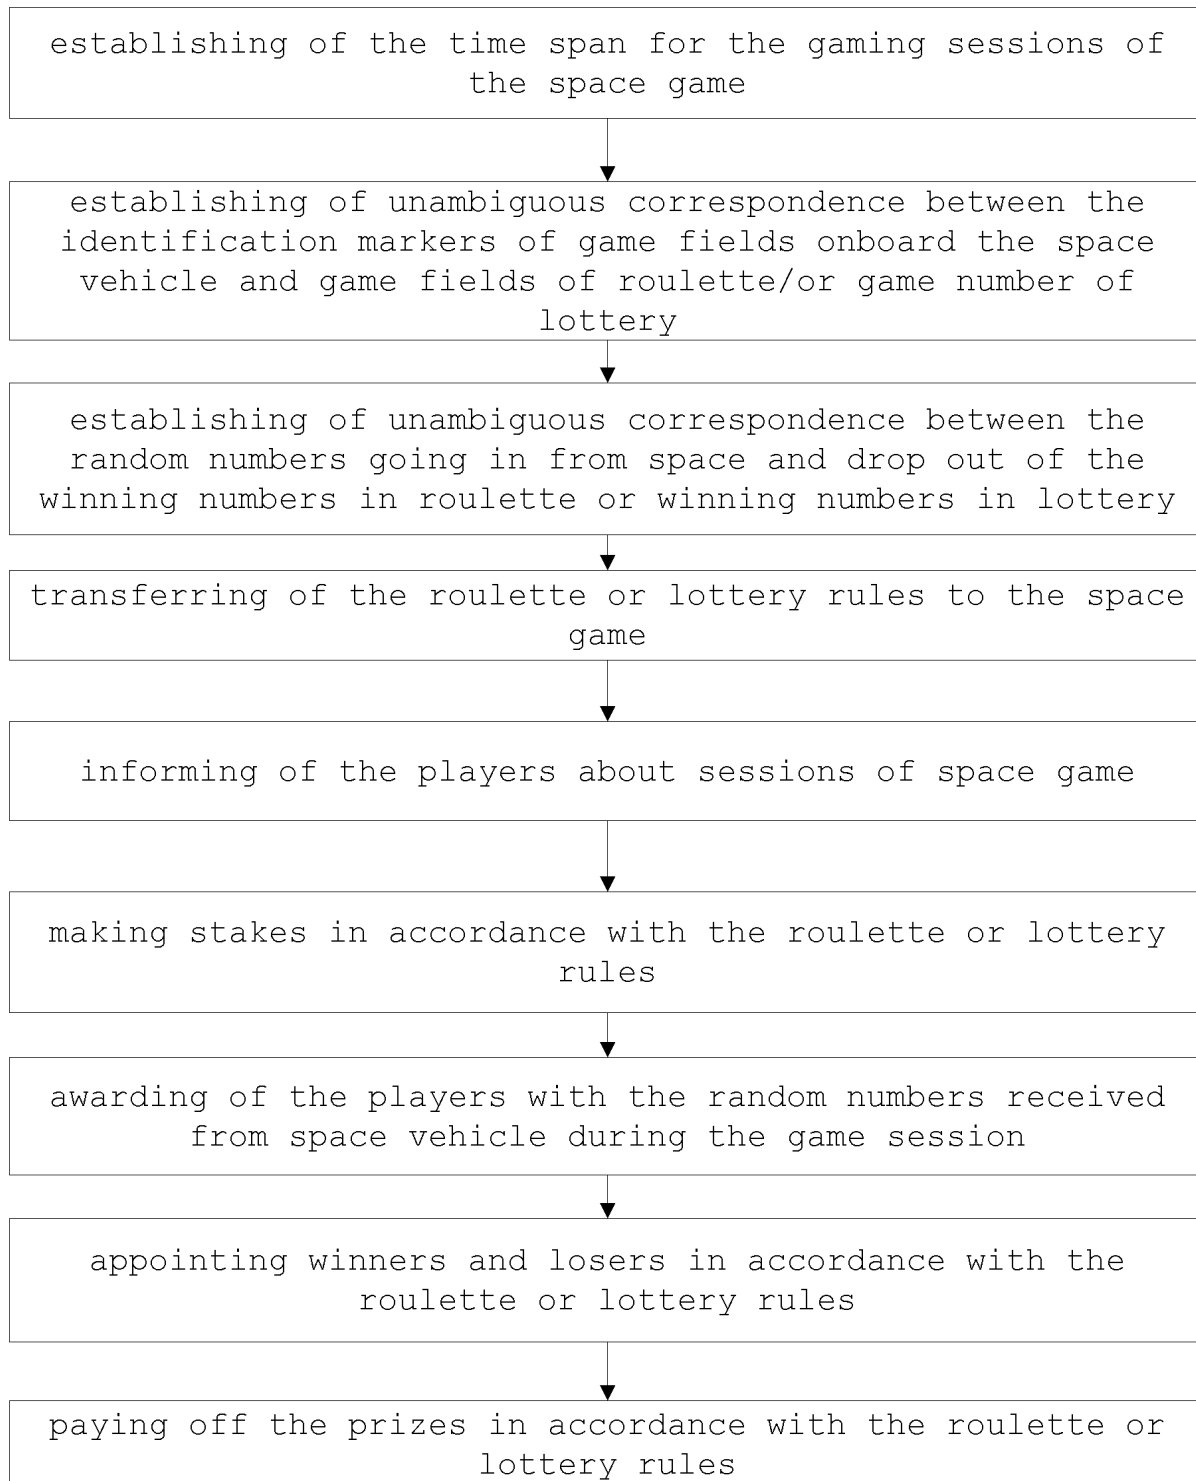 establishing of the time span for the gaming sessions of
the space game
establishing of unambiguous correspondence between the
identification markers of game fields onboard the space
vehicle and game fields of roulette/or game number of
lottery
establishing of unambiguous correspondence between the
random numbers going in from space and drop out of the
winning numbers in roulette or winning numbers in lottery
transferring of the roulette or lottery rules to the space
game
informing of the players about sessions of space game
making stakes in accordance with the roulette or lottery
rules
awarding of the players with the random numbers received
from space vehicle during the game session
appointing winners and losers in accordance with the
roulette or lottery rules
paying off the prizes in accordance with the roulette or
lottery rules